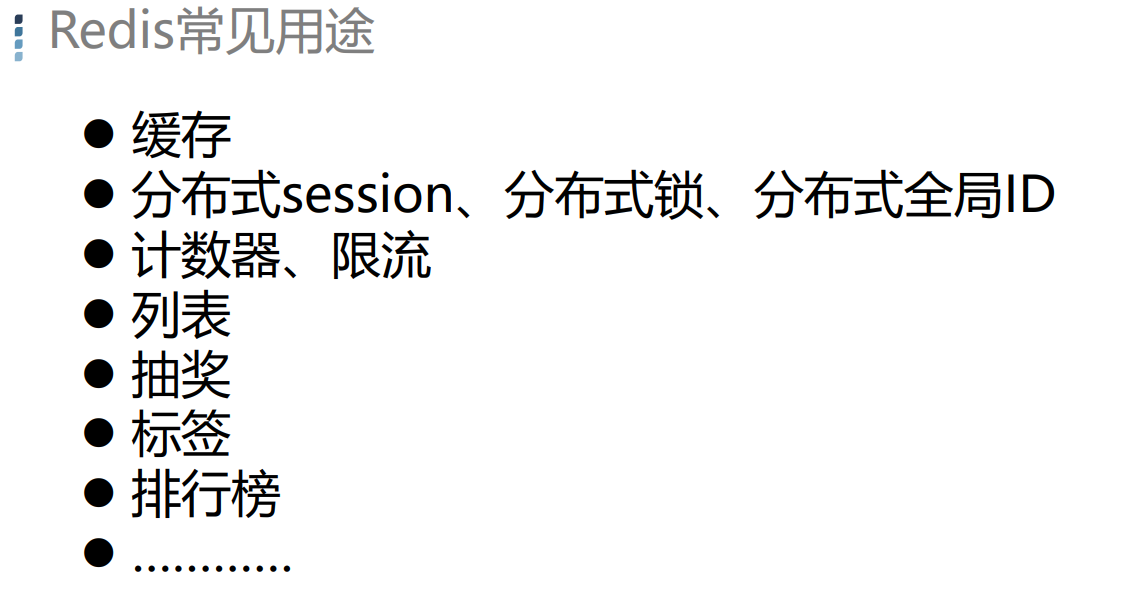 Redis常见用途
● 缓存
● 分布式session、分布式锁、分布式全局ID
● 计数器、限流
● 列表
● 抽奖
● 标签
● 排行榜
● …………